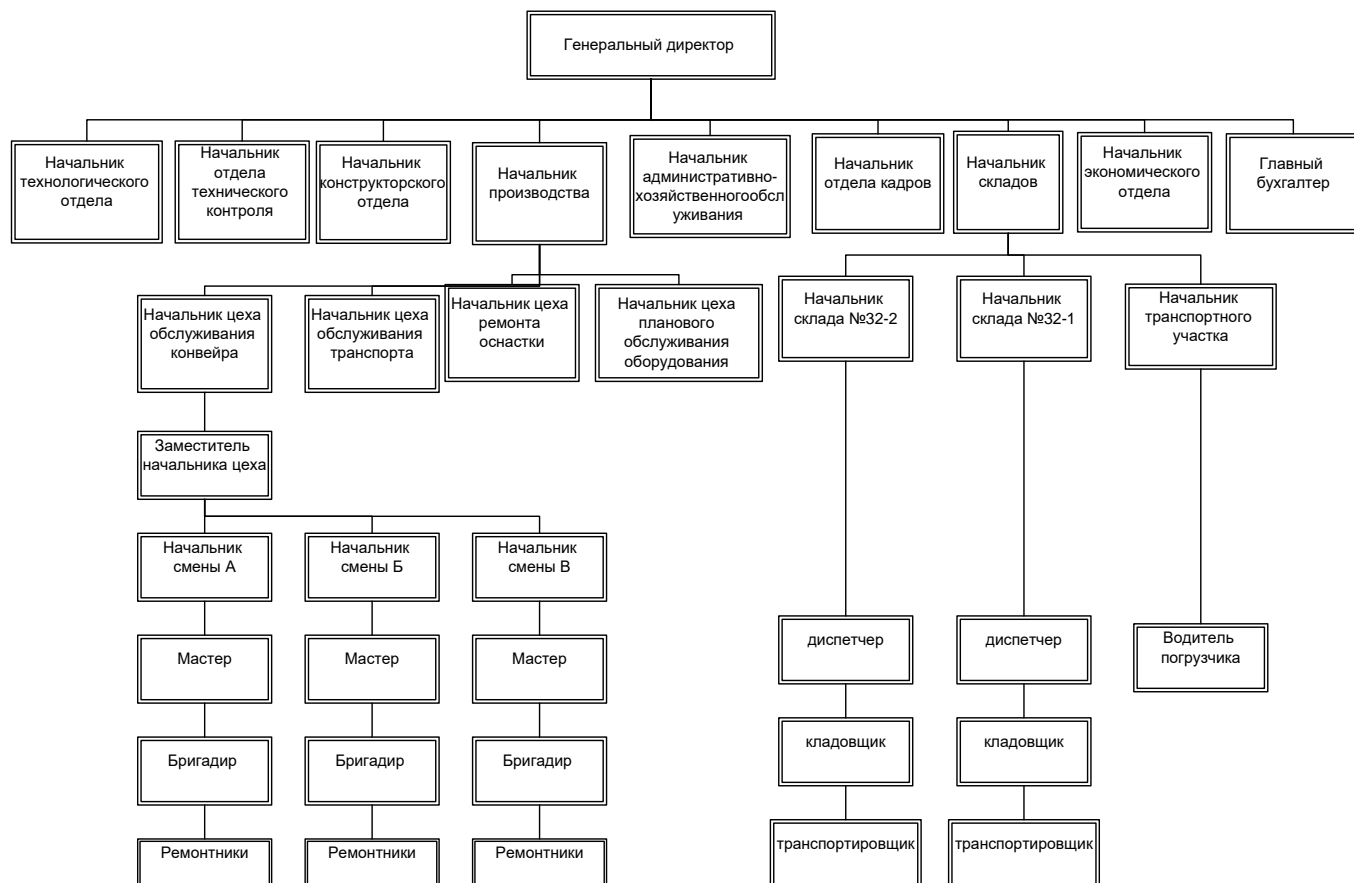 Генеральный директор
Начальник
технологического
отдела
Начальник
отдела
технического
контроля
Начальник
конструкторского
отдела
Начальник
производства
Начальник
административно-
хозяйственногообсл
уживания
Начальник
отдела кадров
Начальник
складов
Начальник
экономического
отдела
Главный
бухгалтер
Начальник цеха
обслуживания
конвейра
Начальник цеха
обслуживания
транспорта
Начальник цеха
ремонта
оснастки
Начальник цеха
планового
обслуживания
оборудования
Начальник
склада №32-2
Начальник
склада №32-1
Начальник
транспортного
участка
Заместитель
начальника цеха
Начальник
смены А
Начальник
смены Б
Начальник
смены В
Мастер
Мастер
Мастер
диспетчер
диспетчер
Водитель
погрузчика
Бригадир
Бригадир
Бригадир
кладовщик
кладовщик
Ремонтники
Ремонтники
Ремонтники
транспортировщик
транспортировщик